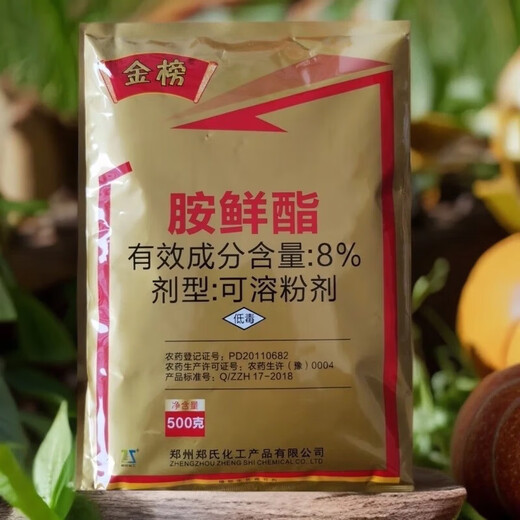 金榜
胺鲜酯
有效成分含量:8%
剂型:可溶粉剂
低毒
农药登记证号: PD20110682
农药生产许可证号: 农药生许（豫）0004
产品标准号: Q/ZZH 17-2018
净含量
500克
郑州郑氏化工产品有限公司
ZHENGZHOU ZHENG SHI CHEMICAL CO. LTD